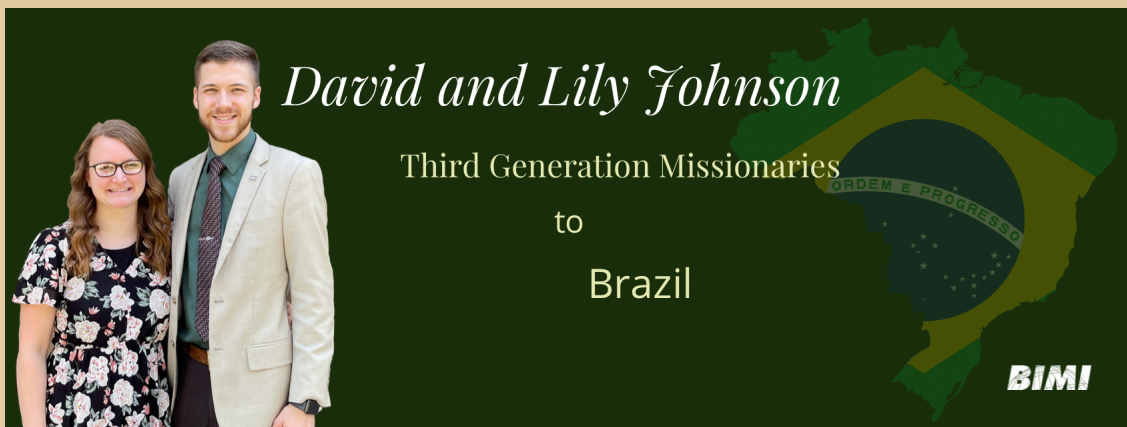 David and Lily Johnson
Third Generation Missionaries
to
Brazil
ORDEM E PROGRESSO
BIMI